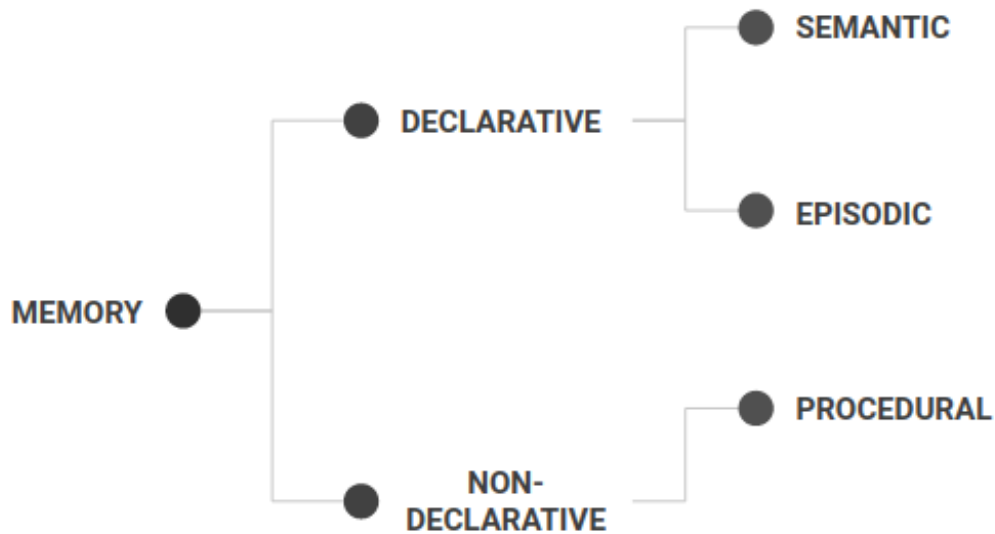 SEMANTIC
DECLARATIVE
EPISODIC
MEMORY
PROCEDURAL
NON-
DECLARATIVE